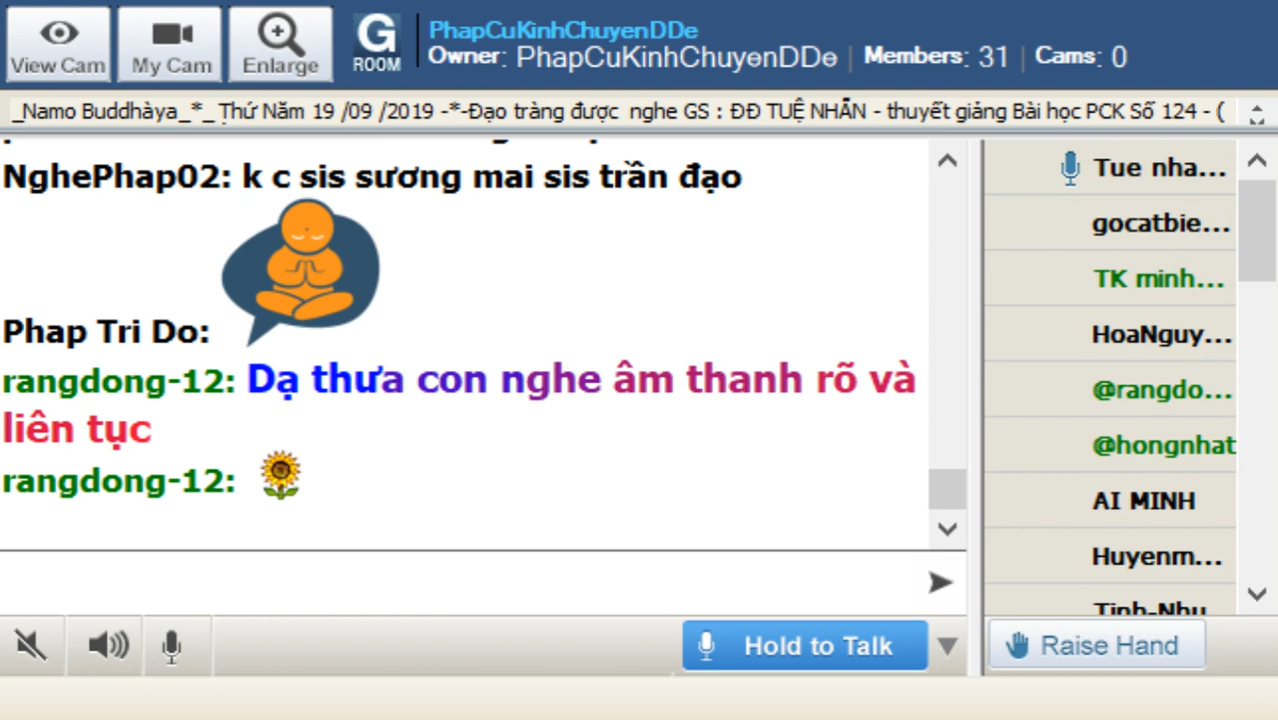 View Cam
My Cam
Enlarge
G
ROOM
PhapCuKinhChuyenDDe
Owner: PhapCuKinhChuyenDDe | Members: 31 | Cams: 0
_Namo Buddhàya_*_ Thứ Năm 19 /09 /2019 -*-Đạo tràng được nghe GS : ĐĐ TUỆ NHẪN - thuyết giảng Bài học PCK Số 124 - (
NghePhap02: k c sis sương mai sis trần đạo
Phap Tri Do:
rangdong-12: Dạ thưa con nghe âm thanh rõ và
liên tục
rangdong-12:
Tue nha...
gocatbie...
TK minh...
HoaNguy...
@rangdo...
@hongnhat
AI MINH
Huyenm...
Tinh-Nhu
Hold to Talk
Raise Hand